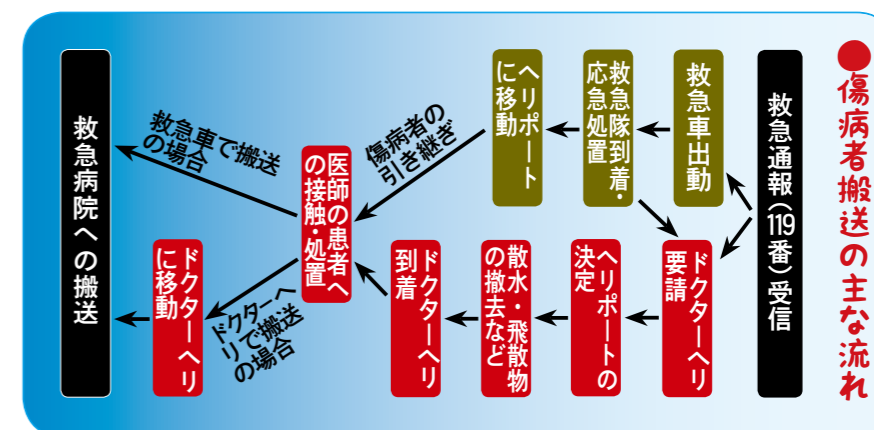 ●傷病者搬送の主な流れ
救急通報（119番）受信
救急車出動
救急隊到着・
応急処置
ヘリポート
に移動
ドクターヘリ
要請
ヘリポートの
決定
散水・飛散物
の撤去など
ドクターヘリ
到着
傷病者の
引き継ぎ
医師の患者へ
の接触・処置
救急車で搬送
の場合
ドクターヘ
リで搬送
の場合
ドクターヘリ
に移動
救急病院への搬送